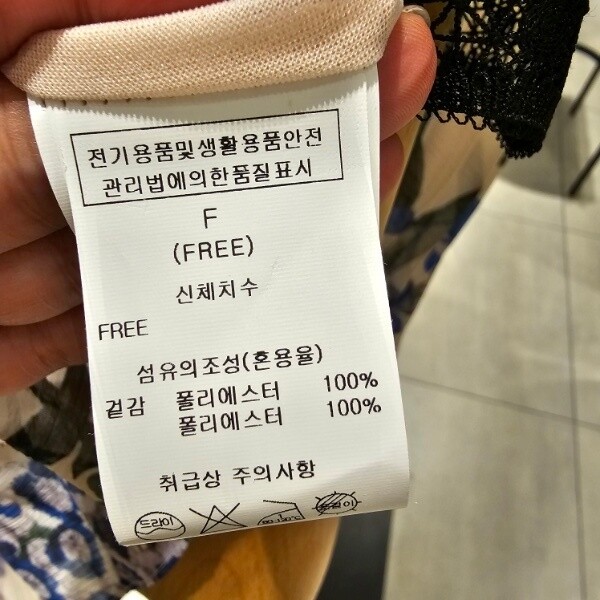 전기용품및생활용품안전
관리법에의한품질표시
F
(FREE)
신체치수
FREE
섬유의조성(혼용율)
겉감 폴리에스터 100%
폴리에스터 100%
취급상 주의사항
드라이